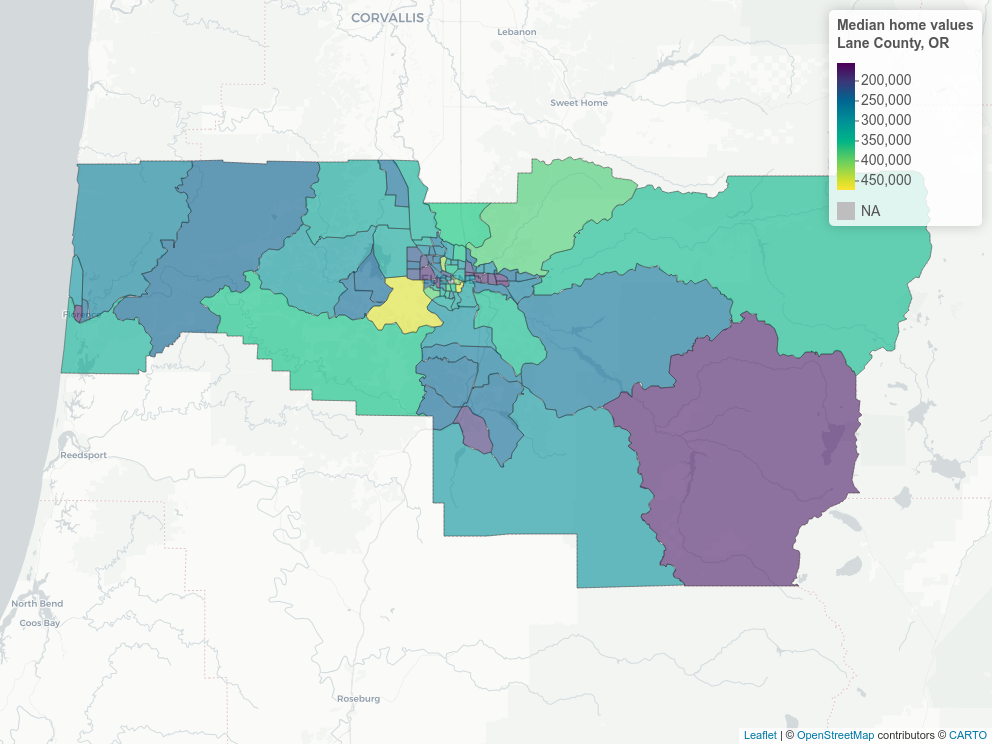 CORVALLIS
Lebanon
Sweet Home
Median home values
Lane County, OR
200,000
250,000
300,000
350,000
400,000
450,000
NA
Florence
Reedsport
North Bend
Coos Bay
Roseburg
Leaflet | © OpenStreetMap contributors © CARTO